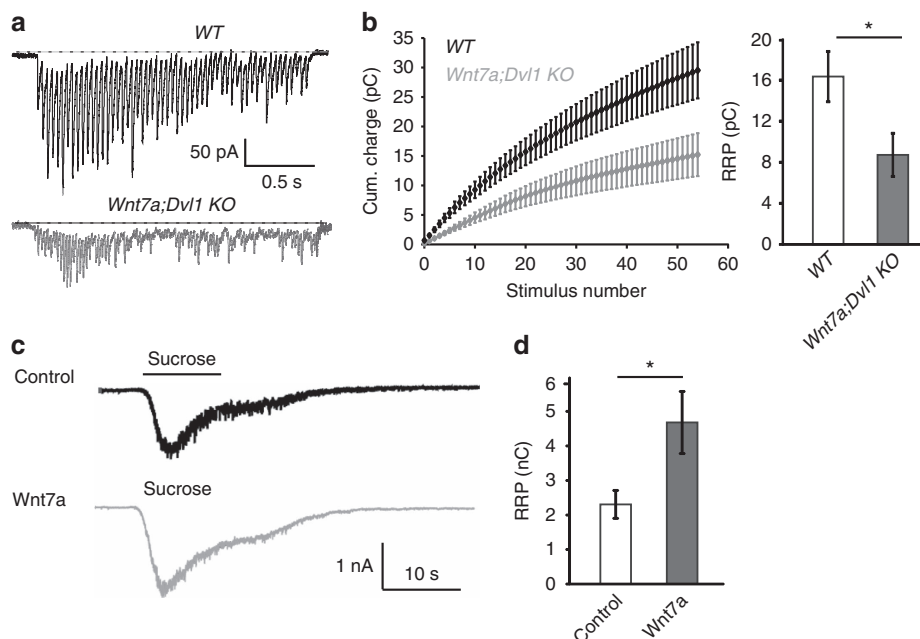 a
WT
50 pA
0.5 s
Wnt7a;Dvl1 KO
b
35
30
25
20
15
10
5
0
Cum. charge (pC)
WT
Wnt7a;Dvl1 KO
0 10 20 30 40 50 60
Stimulus number
*
20
16
12
8
4
0
RRP (pC)
WT
Wnt7a;Dvl1 KO
c
Control
Sucrose
Wnt7a
Sucrose
1 nA
10 s
d
*
6
5
4
3
2
1
0
RRP (nC)
Control
Wnt7a